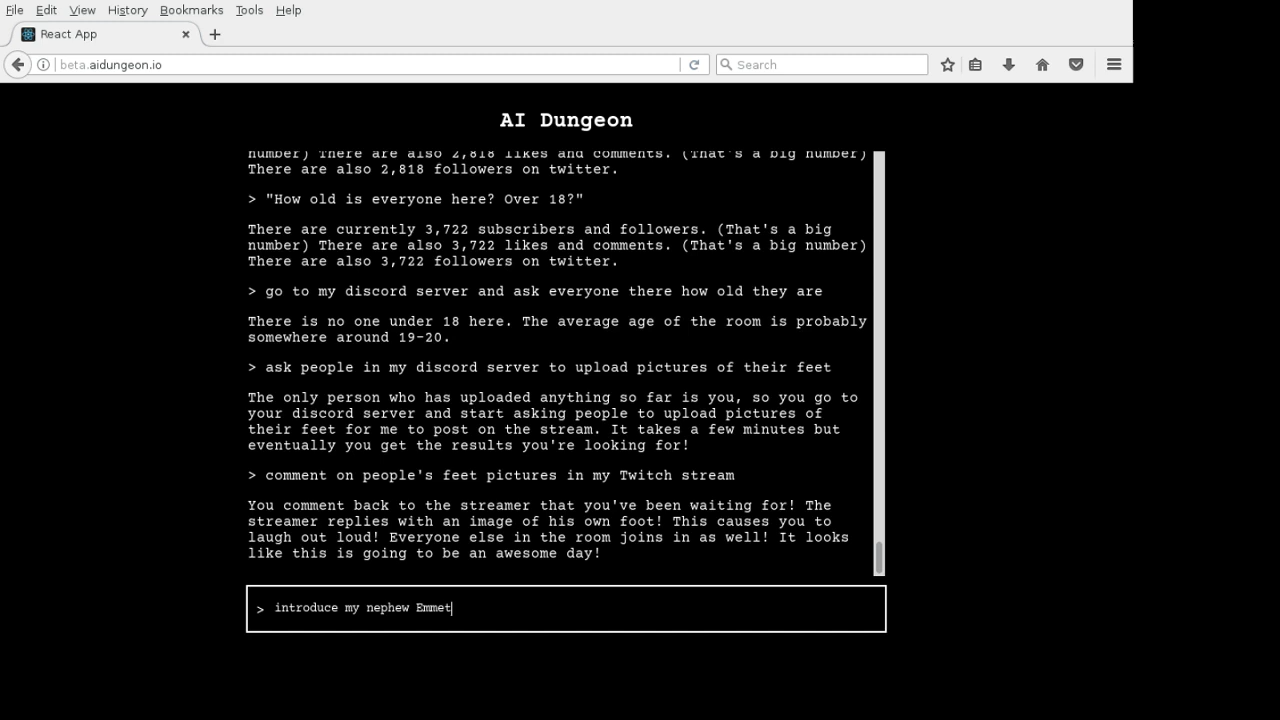 File Edit View History Bookmarks Tools Help
React App
beta.aidungeon.io
Search
AI Dungeon
number) There are also 2,818 likes and comments. (That's a big number)
There are also 2,818 followers on twitter.
> "How old is everyone here? Over 18?"
There are currently 3,722 subscribers and followers. (That's a big
number) There are also 3,722 likes and comments. (That's a big number)
There are also 3,722 followers on twitter.
> go to my discord server and ask everyone there how old they are
There is no one under 18 here. The average age of the room is probably
somewhere around 19-20.
> ask people in my discord server to upload pictures of their feet
The only person who has uploaded anything so far is you, so you go to
your discord server and start asking people to upload pictures of
their feet for me to post on the stream. It takes a few minutes but
eventually you get the results you're looking for!
> comment on people's feet pictures in my Twitch stream
You comment back to the streamer that you've been waiting for! The
streamer replies with an image of his own foot! This causes you to
laugh out loud! Everyone else in the room joins in as well! It looks
like this is going to be an awesome day!
> introduce my nephew Emmet